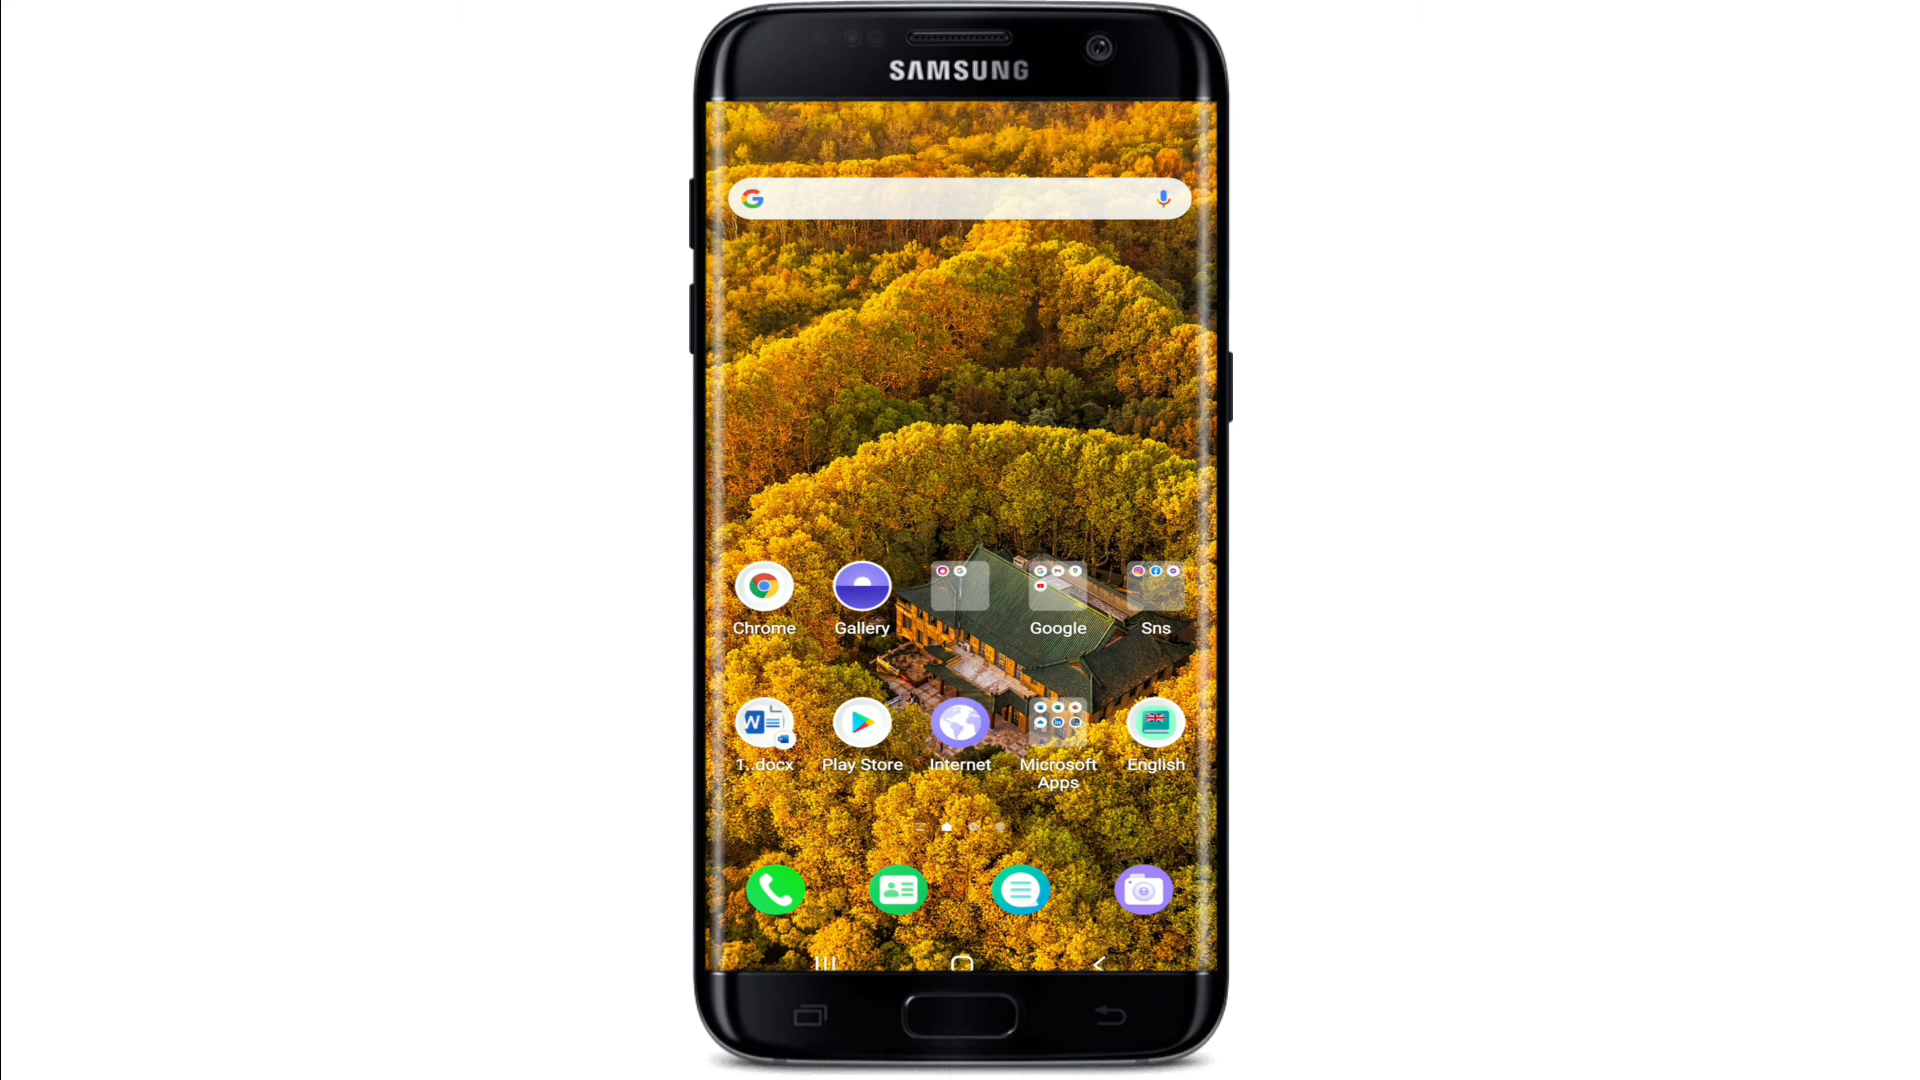 SAMSUNG
Chrome
Gallery
Google
Sns
W
1..docx
Play Store
Internet
Microsoft
Apps
English